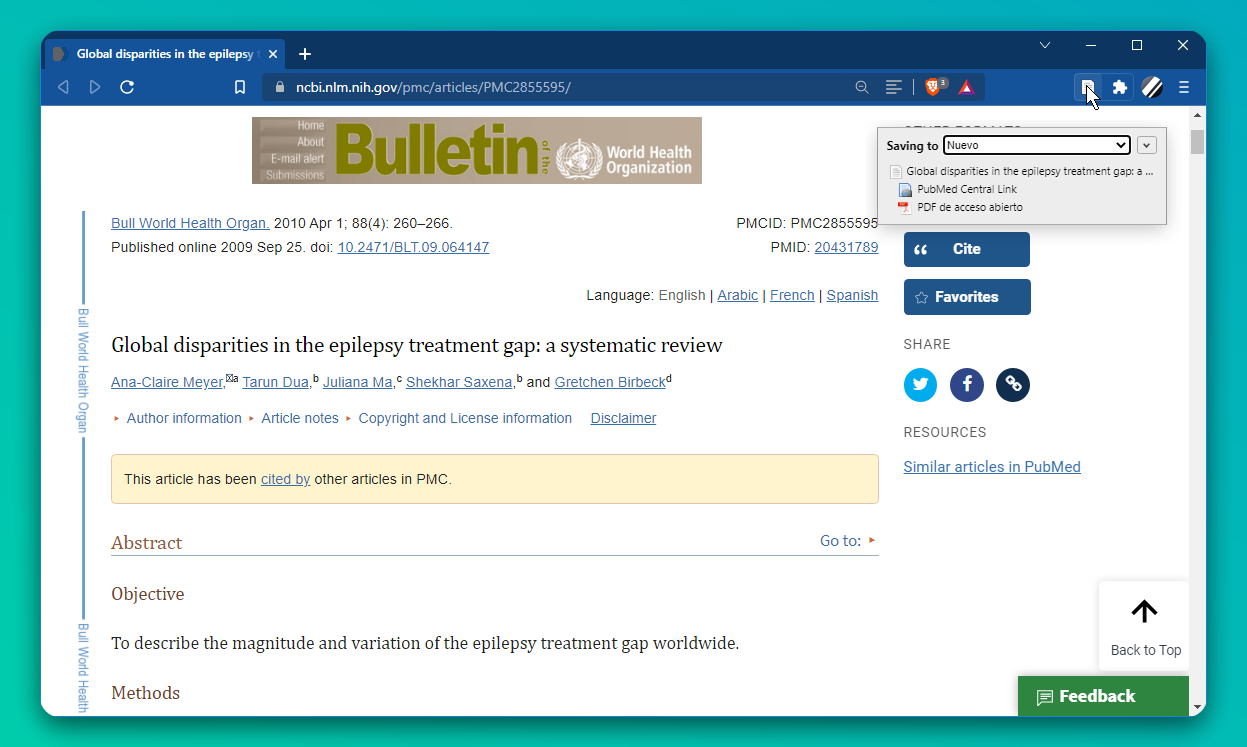 Global disparities in the epilepsy t
ncbi.nlm.nih.gov/pmc/articles/PMC2855595/
3
Home
About
E-mail alert
Submissions
Bulletin of the
World Health
Organization
Saving to Nuevo
Global disparities in the epilepsy treatment gap: a ...
PubMed Central Link
PDF de acceso abierto
Bull World Health Organ. 2010 Apr 1; 88(4): 260–266.
PMCID: PMC2855595
Published online 2009 Sep 25. doi: 10.2471/BLT.09.064147
PMID: 20431789
Cite
Language: English | Arabic | French | Spanish
Favorites
Bull World Health Organ
Global disparities in the epilepsy treatment gap: a systematic review
SHARE
Ana-Claire Meyer,a Tarun Dua,b Juliana Ma,c Shekhar Saxena,b and Gretchen Birbeckd
Author information Article notes Copyright and License information Disclaimer
RESOURCES
Similar articles in PubMed
This article has been cited by other articles in PMC.
Abstract
Go to:
Objective
To describe the magnitude and variation of the epilepsy treatment gap worldwide.
Bull World Health
Back to Top
Methods
Feedback